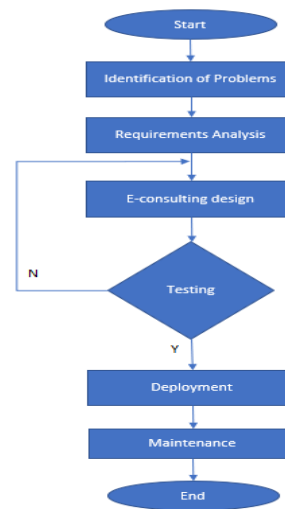 Start
Identification of Problems
Requirements Analysis
E-consulting design
Testing
N
Y
Deployment
Maintenance
End